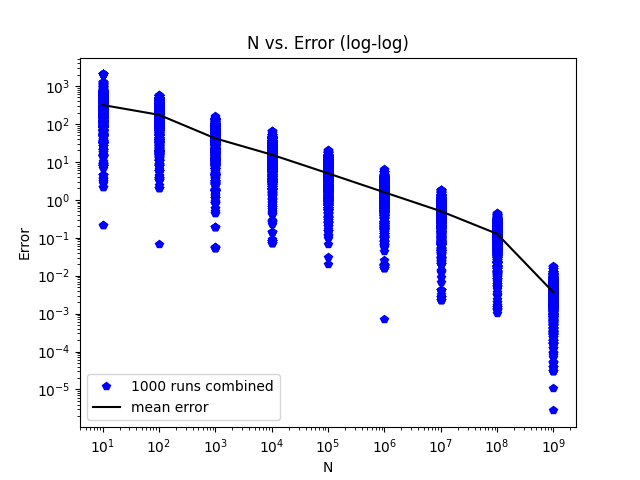 N vs. Error (log-log)
Error
10³
10²
10¹
10⁰
10⁻¹
10⁻²
10⁻³
10⁻⁴
10⁻⁵
1000 runs combined
mean error
10¹ 10² 10³ 10⁴ 10⁵ 10⁶ 10⁷ 10⁸ 10⁹
N